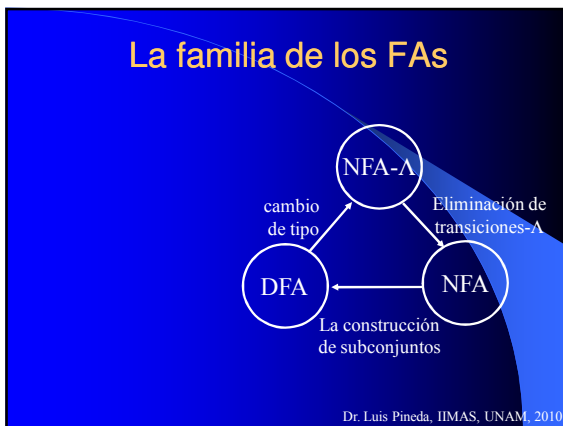 La familia de los FAs
NFA-Λ
cambio
de tipo
Eliminación de
transiciones-Λ
DFA
NFA
La construcción
de subconjuntos
Dr. Luis Pineda, IIMAS, UNAM, 2010